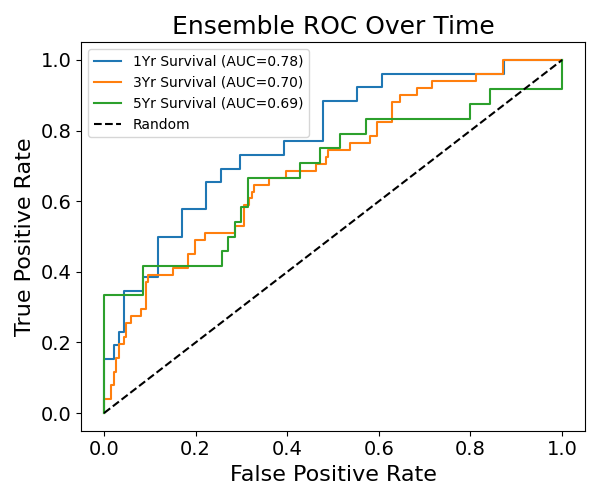 Ensemble ROC Over Time
1Yr Survival (AUC=0.78)
3Yr Survival (AUC=0.70)
5Yr Survival (AUC=0.69)
Random
True Positive Rate
1.0
0.8
0.6
0.4
0.2
0.0
0.0 0.2 0.4 0.6 0.8 1.0
False Positive Rate